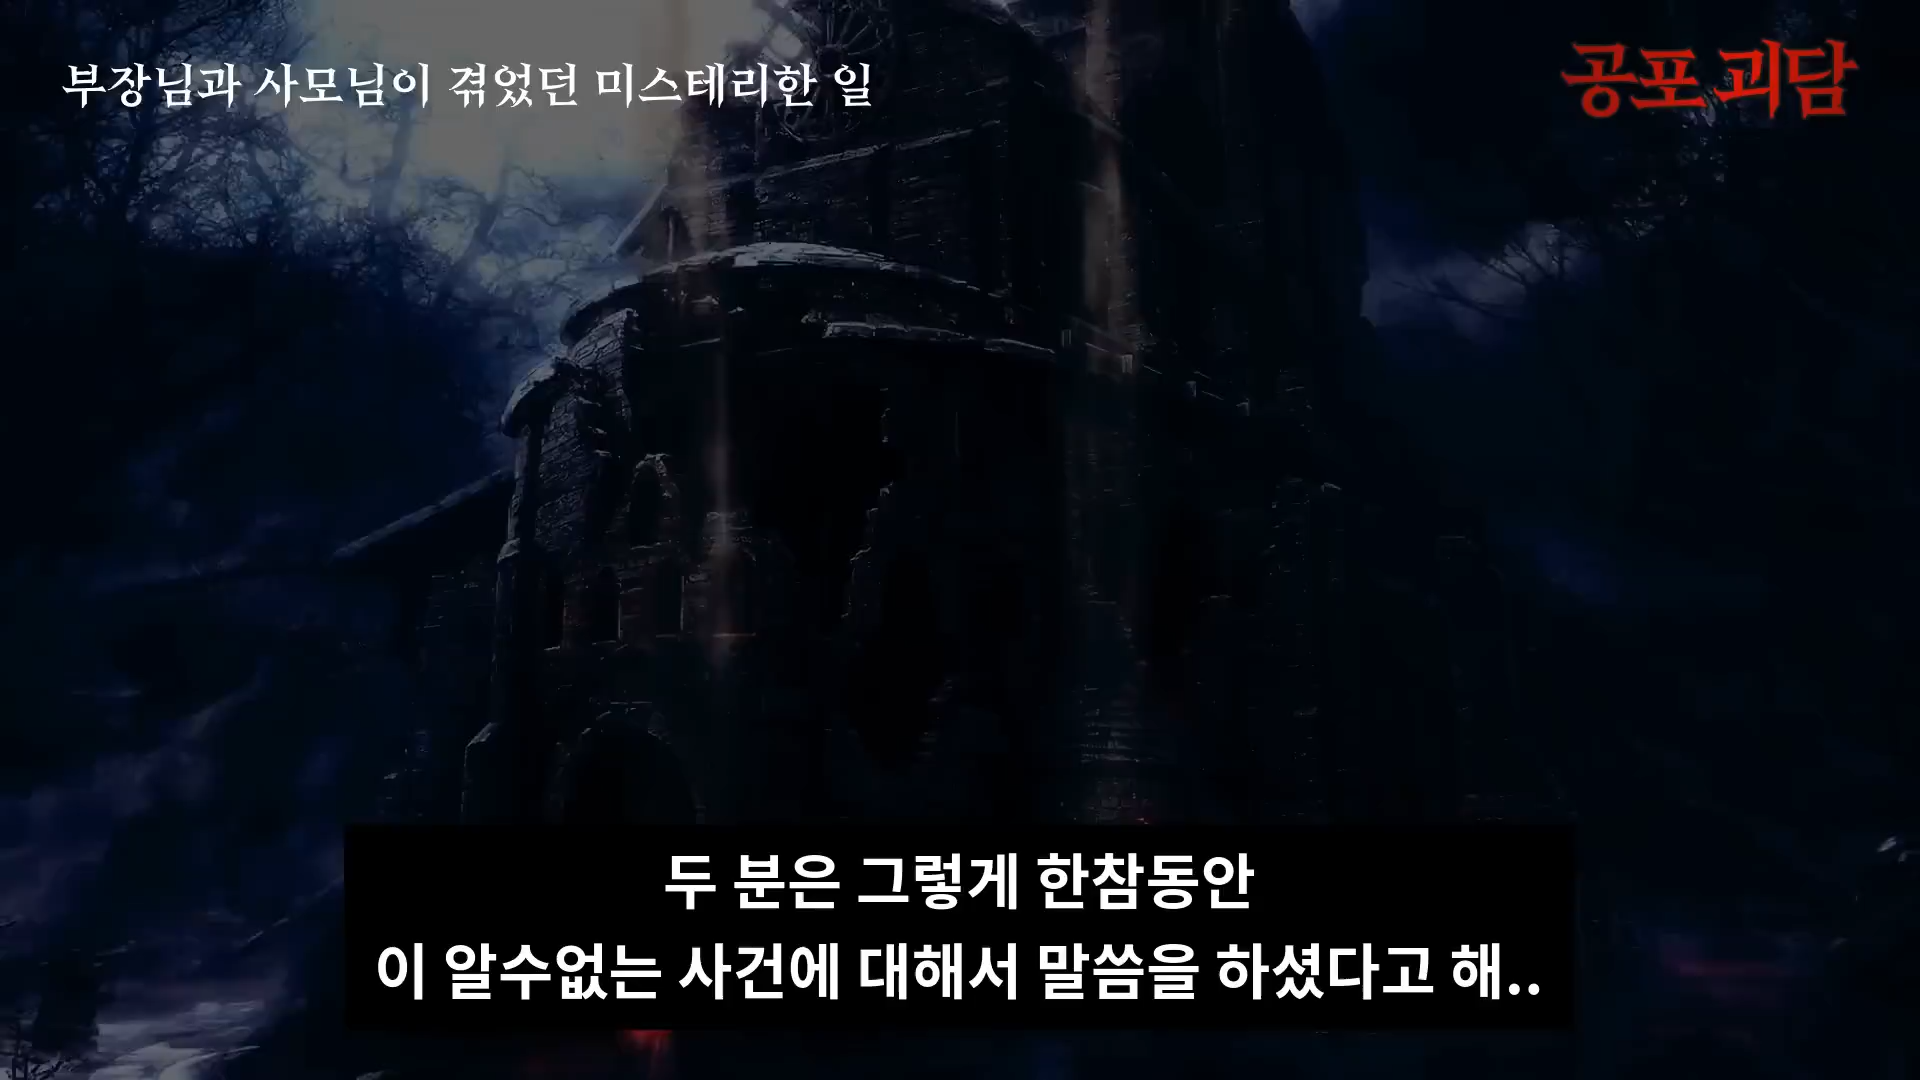 부장님과 사모님이 겪었던 미스테리한 일
공포 괴담
두 분은 그렇게 한참동안
이 알수없는 사건에 대해서 말씀을 하셨다고 해..